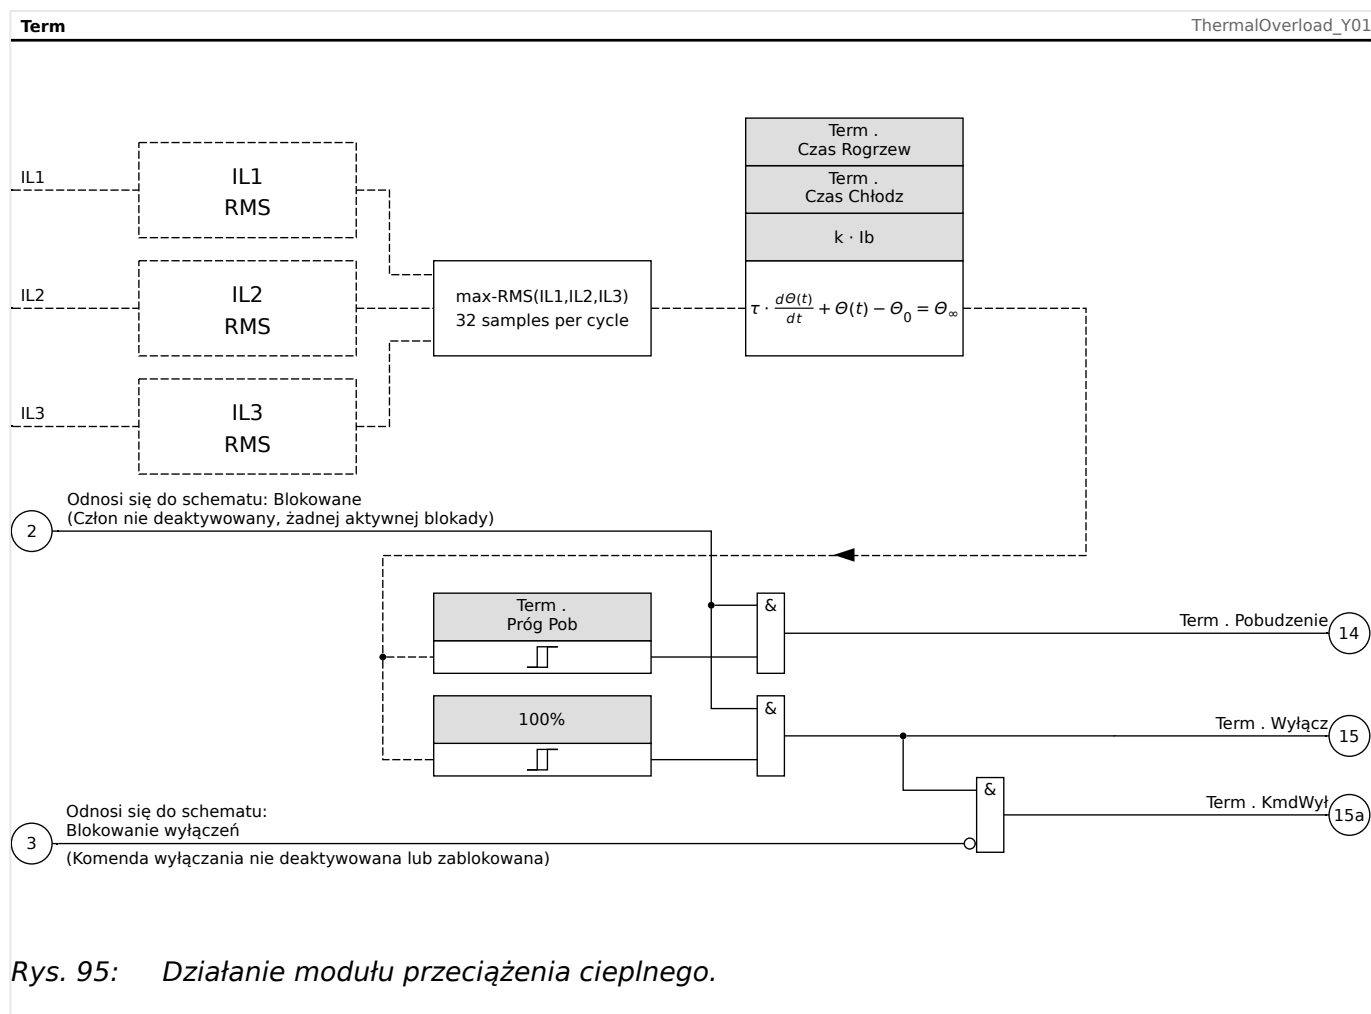 Term ThermalOverload_Y01
Term .
Czas Rogrzew
Term .
Czas Chłodz
k · Ib
IL1
IL1
RMS
IL2
IL2
RMS
max-RMS(IL1,IL2,IL3)
32 samples per cycle
τ · dΘ(t)/dt + Θ(t) − Θ0 = Θ∞
IL3
IL3
RMS
Odnosi się do schematu: Blokowane
(Człon nie deaktywowany, żadnej aktywnej blokady)
2
Term .
Próg Pob
&
Term . Pobudzenie
14
100%
&
Term . Wyłącz
15
&
Term . KmdWył
15a
Odnosi się do schematu:
Blokowanie wyłączeń
3
(Komenda wyłączania nie deaktywowana lub zablokowana)
Rys. 95: Działanie modułu przeciążenia cieplnego.